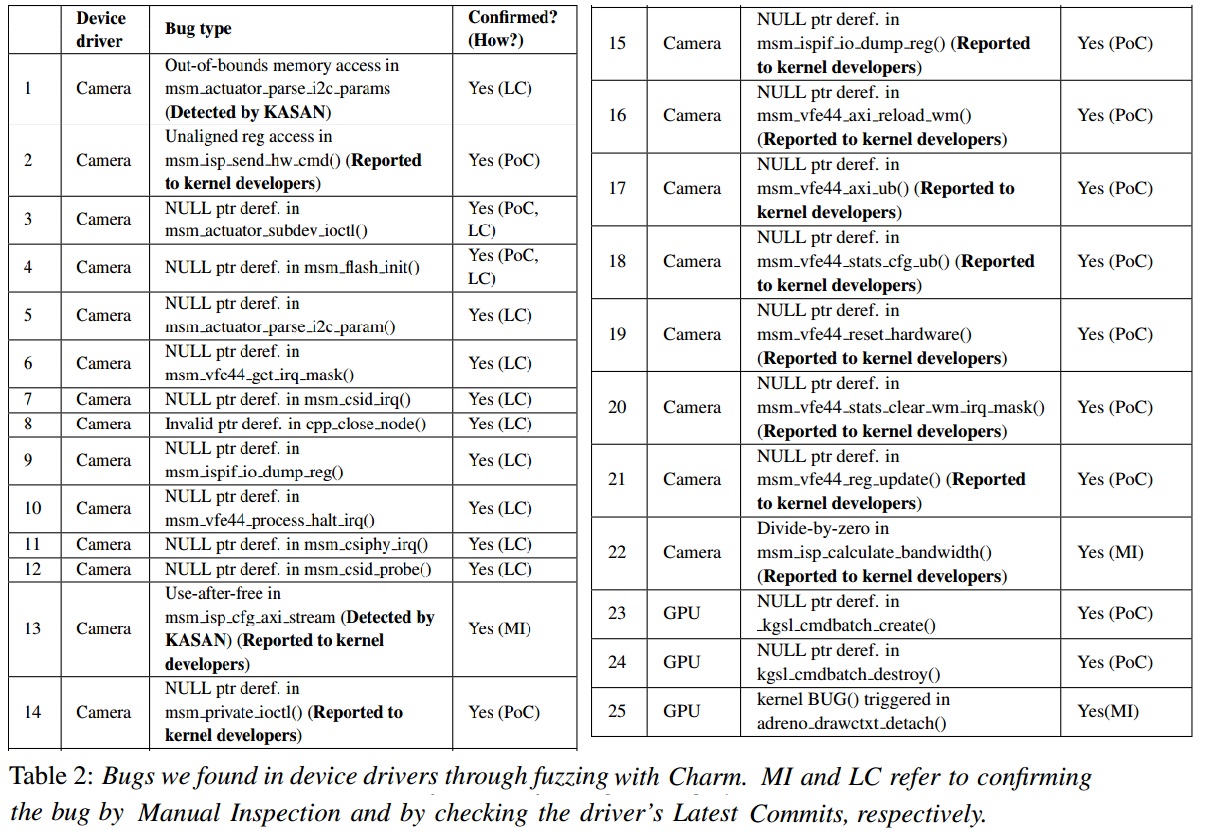 Device
driver
Bug type
Confirmed?
(How?)
1
Camera
Out-of-bounds memory access in
msm_actuator_parse_i2c_params
(Detected by KASAN)
Yes (LC)
2
Camera
Unaligned reg access in
msm_isp_send_hw_cmd() (Reported
to kernel developers)
Yes (PoC)
3
Camera
NULL ptr deref. in
msm_actuator_subdev_ioctl()
Yes (PoC,
LC)
4
Camera
NULL ptr deref. in msm_flash_init()
Yes (PoC,
LC)
5
Camera
NULL ptr deref. in
msm_actuator_parse_i2c_param()
Yes (LC)
6
Camera
NULL ptr deref. in
msm_vfe44_get_irq_mask()
Yes (LC)
7
Camera
NULL ptr deref. in msm_csid_irq()
Yes (LC)
8
Camera
Invalid ptr deref. in cpp_close_node()
Yes (LC)
9
Camera
NULL ptr deref. in
msm_ispif_io_dump_reg()
Yes (LC)
10
Camera
NULL ptr deref. in
msm_vfe44_process_halt_irq()
Yes (LC)
11
Camera
NULL ptr deref. in msm_csiphy_irq()
Yes (LC)
12
Camera
NULL ptr deref. in msm_csid_probe()
Yes (LC)
13
Camera
Use-after-free in
msm_isp_cfg_axi_stream (Detected by
KASAN) (Reported to kernel
developers)
Yes (MI)
14
Camera
NULL ptr deref. in
msm_private_ioctl() (Reported to
kernel developers)
Yes (PoC)
15
Camera
NULL ptr deref. in
msm_ispif_io_dump_reg() (Reported
to kernel developers)
Yes (PoC)
16
Camera
NULL ptr deref. in
msm_vfe44_axi_reload_wm()
(Reported to kernel developers)
Yes (PoC)
17
Camera
NULL ptr deref. in
msm_vfe44_axi_ub() (Reported to
kernel developers)
Yes (PoC)
18
Camera
NULL ptr deref. in
msm_vfe44_stats_cfg_ub() (Reported
to kernel developers)
Yes (PoC)
19
Camera
NULL ptr deref. in
msm_vfe44_reset_hardware()
(Reported to kernel developers)
Yes (PoC)
20
Camera
NULL ptr deref. in
msm_vfe44_stats_clear_wm_irq_mask()
(Reported to kernel developers)
Yes (PoC)
21
Camera
NULL ptr deref. in
msm_vfe44_reg_update() (Reported
to kernel developers)
Yes (PoC)
22
Camera
Divide-by-zero in
msm_isp_calculate_bandwidth()
(Reported to kernel developers)
Yes (MI)
23
GPU
NULL ptr deref. in
_kgsl_cmdbatch_create()
Yes (PoC)
24
GPU
NULL ptr deref. in
kgsl_cmdbatch_destroy()
Yes (PoC)
25
GPU
kernel BUG() triggered in
adreno_drawctxt_detach()
Yes(MI)
Table 2: Bugs we found in device drivers through fuzzing with Charm. MI and LC refer to confirming
the bug by Manual Inspection and by checking the driver's Latest Commits, respectively.